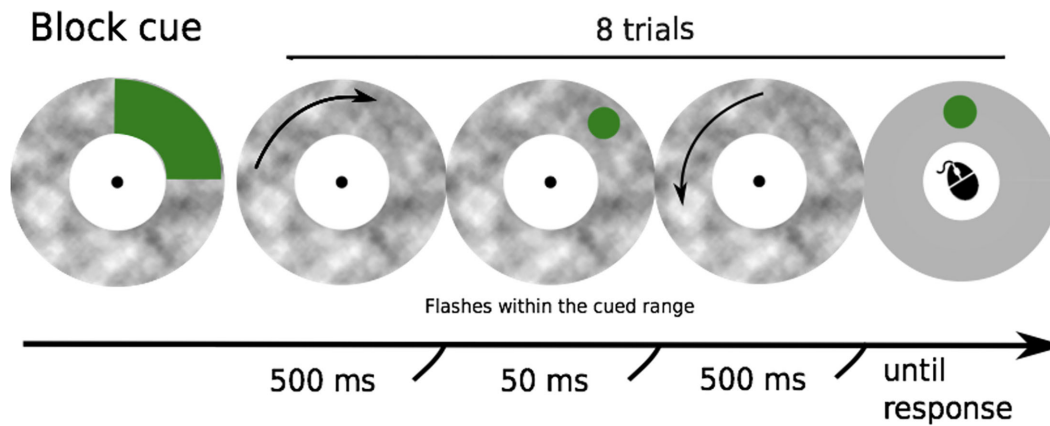 Block cue
8 trials
Flashes within the cued range
500 ms
50 ms
500 ms
until
response